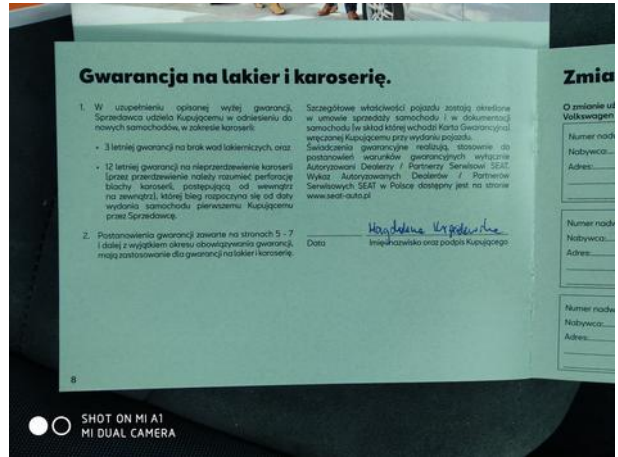 Gwarancja na lakier i karoserię.
1. W uzupełnieniu opisanej wyżej gwarancji,
Sprzedawca udziela Kupującemu w odniesieniu do
nowych samochodów, w zakresie karoserii:
• 3 letniej gwarancji na brak wad lakierniczych, oraz
• 12 letniej gwarancji na nieprzerdzewienie karoserii
(przez przerdzewienie należy rozumieć perforację
blachy karoserii, postępującą od wewnątrz
na zewnątrz), której bieg rozpoczyna się od daty
wydania samochodu pierwszemu Kupującemu
przez Sprzedawcę.
2. Postanowienia gwarancji zawarte na stronach 5 - 7
i dalej z wyjątkiem okresu obowiązywania gwarancji,
mają zastosowanie dla gwarancji na lakier i karoserię.
Szczegółowe właściwości pojazdu zostają określone
w umowie sprzedaży samochodu i w dokumentacji
samochodu (w skład której wchodzi Karta Gwarancyjna)
wręczanej Kupującemu przy wydaniu pojazdu.
Świadczenia gwarancyjne realizują, stosownie do
postanowień warunków gwarancyjnych wyłącznie
Autoryzowani Dealerzy / Partnerzy Serwisowi SEAT.
Wykaz Autoryzowanych Dealerów / Partnerów
Serwisowych SEAT w Polsce dostępny jest na stronie
www.seat-auto.pl
Magdalena
Data Imię i nazwisko oraz podpis Kupującego
8
Zmia
O zmianie uż
Volkswagen
Numer nadw
Nabywca:
Adres:
Numer nadw
Nabywca:
Adres:
Numer nadw
Nabywca:
Adres:
SHOT ON MI A1
MI DUAL CAMERA